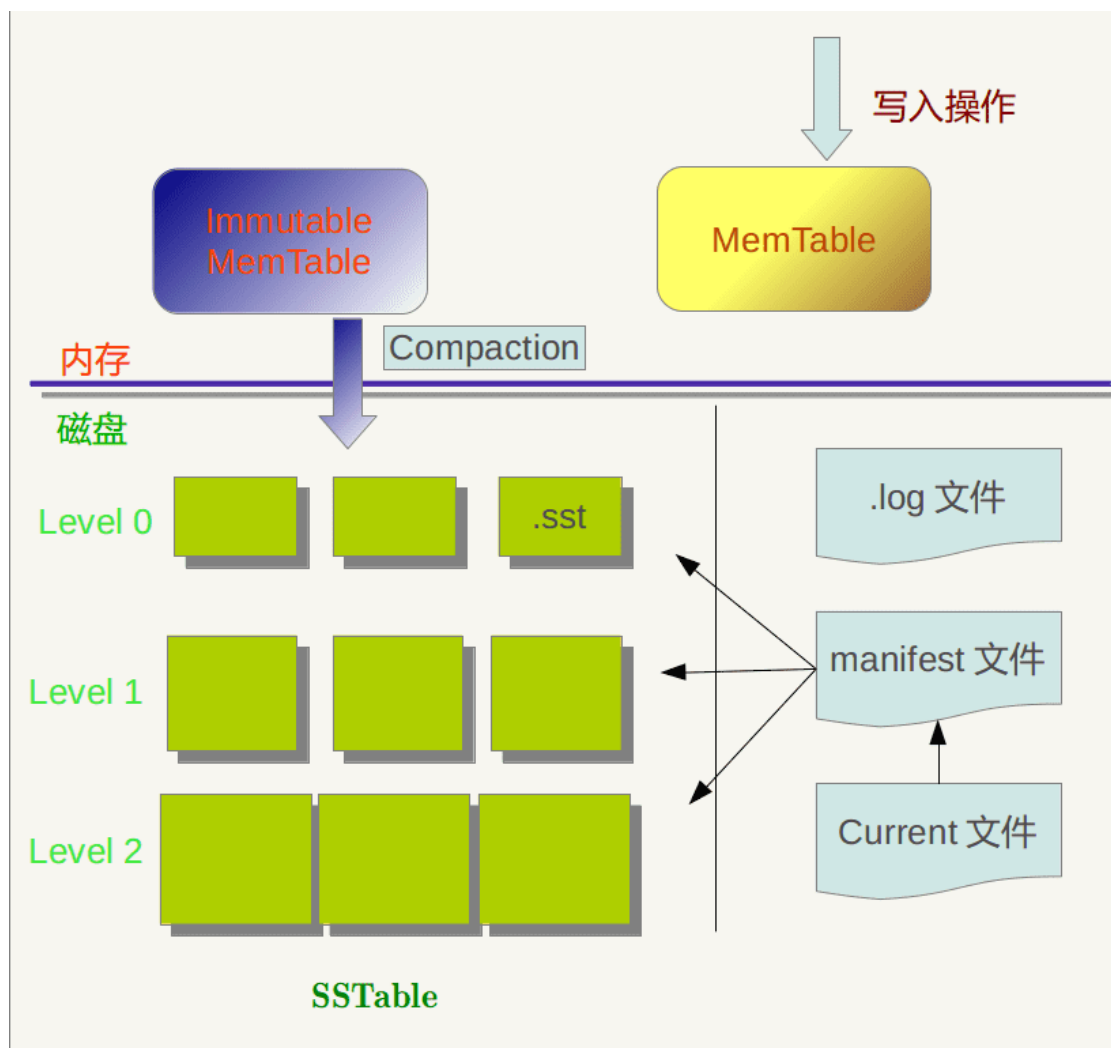 写入操作
Immutable
MemTable
MemTable
Compaction
内存
磁盘
Level 0
.sst
.log 文件
Level 1
manifest 文件
Level 2
Current 文件
SSTable